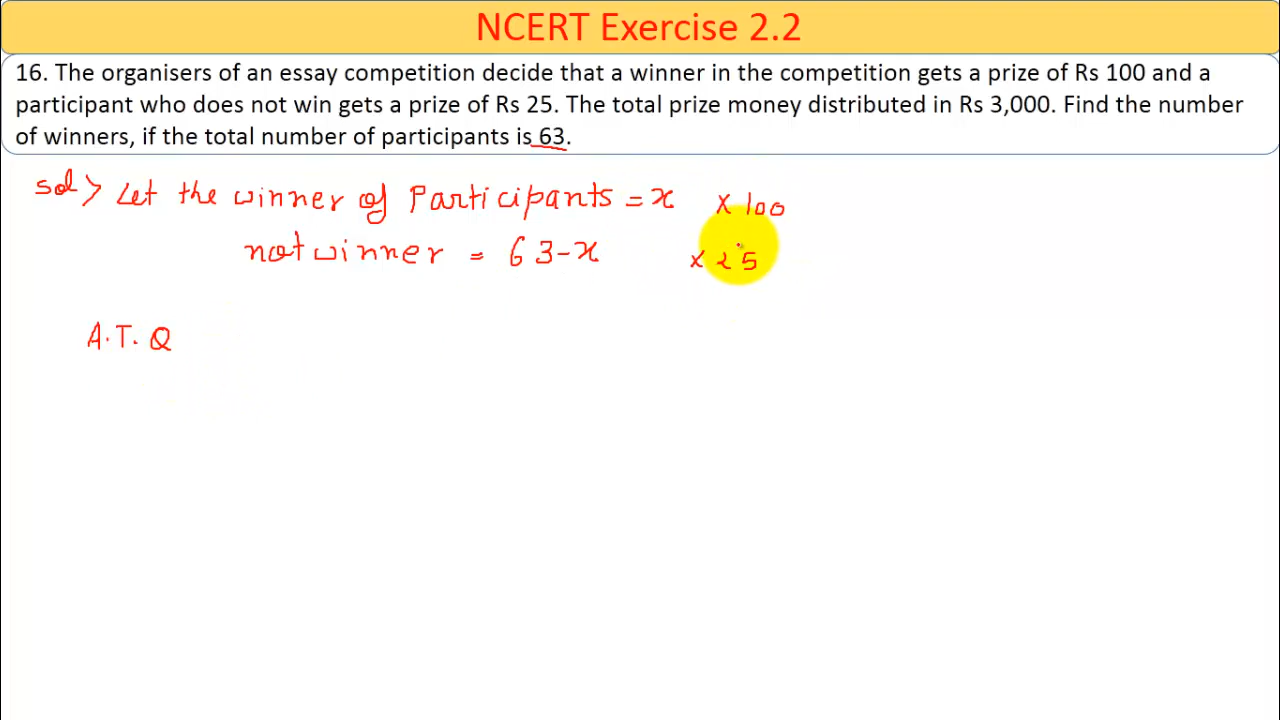 NCERT Exercise 2.2
16. The organisers of an essay competition decide that a winner in the competition gets a prize of Rs 100 and a
participant who does not win gets a prize of Rs 25. The total prize money distributed in Rs 3,000. Find the number
of winners, if the total number of participants is 63.
sol> Let the winner of Participants = x × 100
not winner = 63-x × 25
A.T.Q